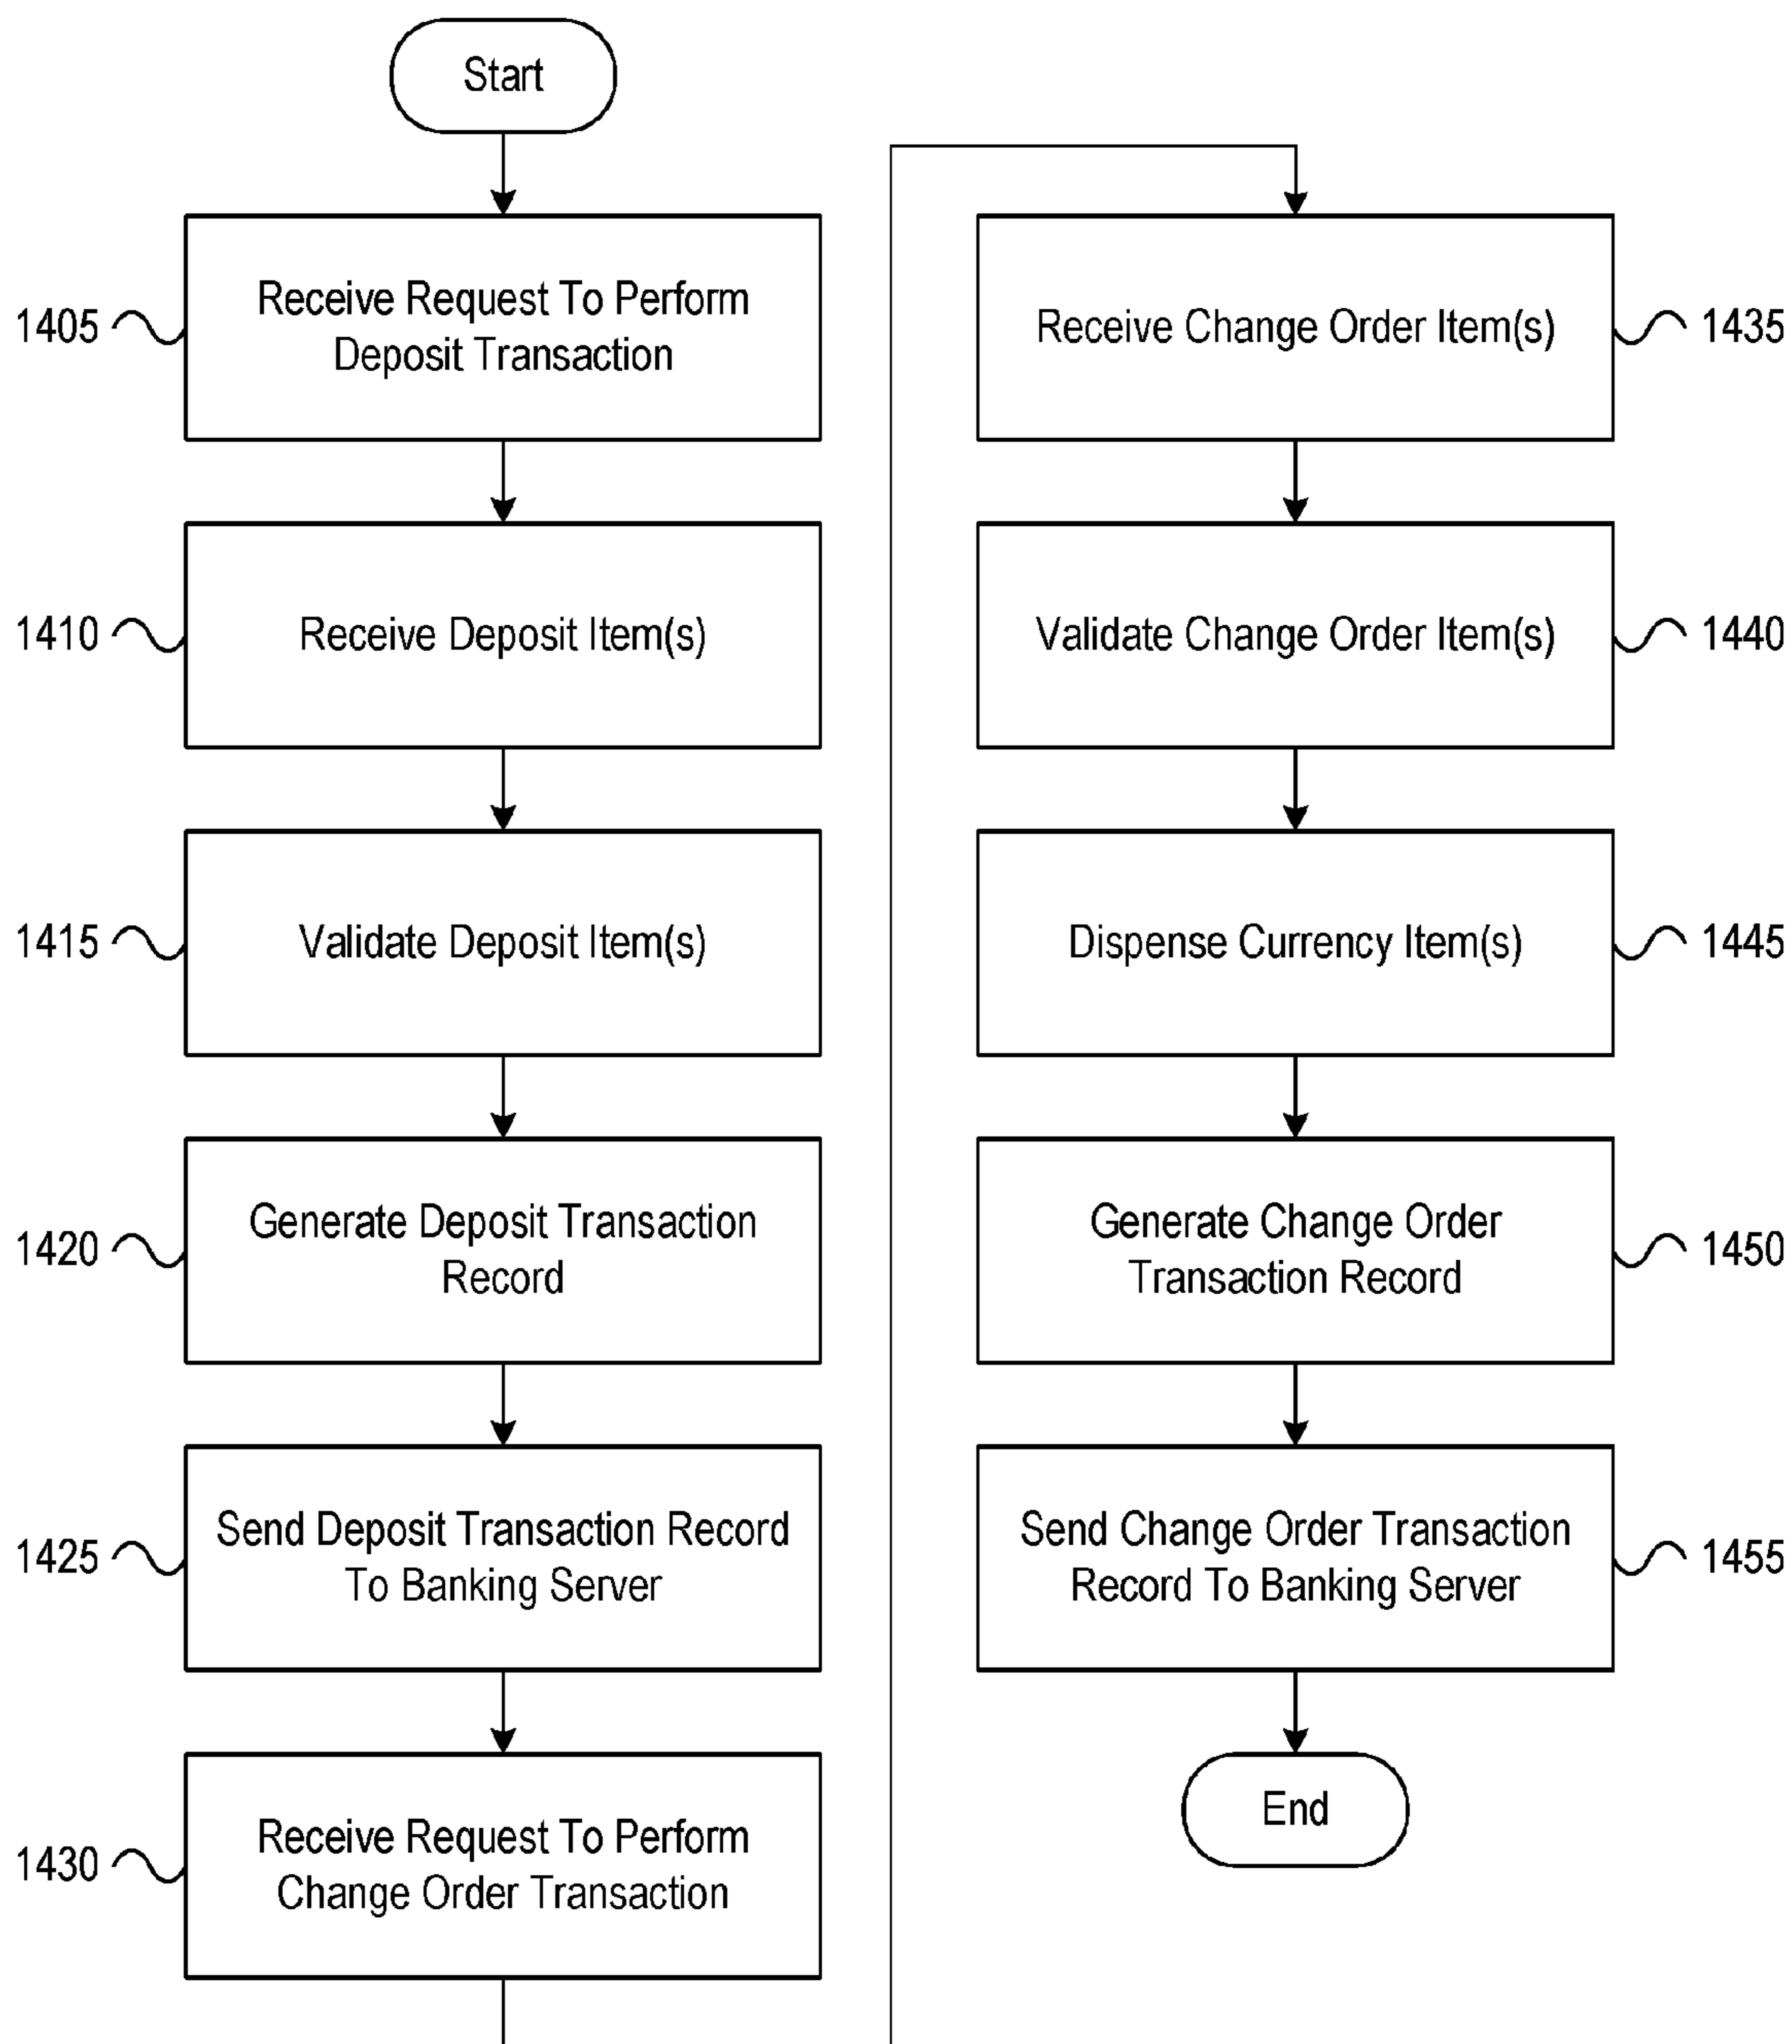 Start
1405
Receive Request To Perform
Deposit Transaction
1410
Receive Deposit Item(s)
1415
Validate Deposit Item(s)
1420
Generate Deposit Transaction
Record
1425
Send Deposit Transaction Record
To Banking Server
1430
Receive Request To Perform
Change Order Transaction
Receive Change Order Item(s)
1435
Validate Change Order Item(s)
1440
Dispense Currency Item(s)
1445
Generate Change Order
Transaction Record
1450
Send Change Order Transaction
Record To Banking Server
1455
End